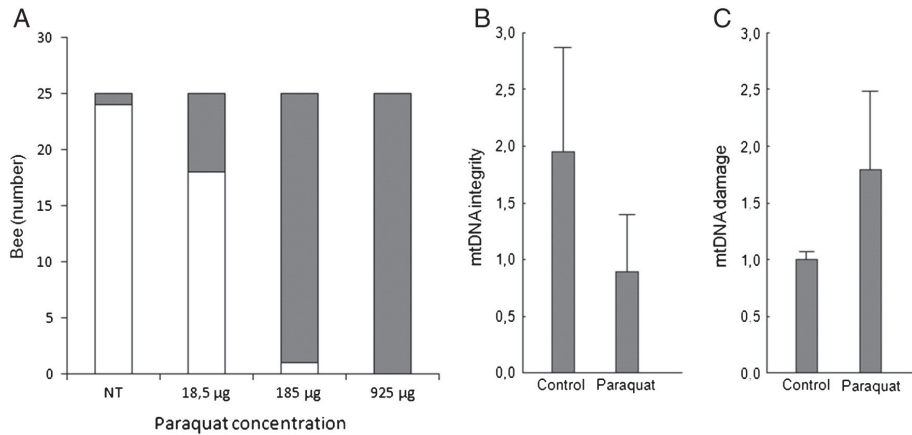 A
Bee (number)
30
25
20
15
10
5
0
NT 18,5 µg 185 µg 925 µg
Paraquat concentration
B
mtDNA integrity
3,0
2,5
2,0
1,5
1,0
0,5
0,0
Control Paraquat
C
mtDNA damage
3,0
2,5
2,0
1,5
1,0
0.5
0.0
Control Paraquat